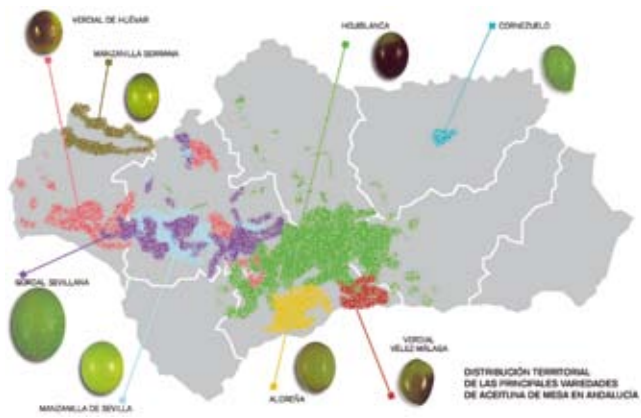 VERDIAL DE HUÉVAR
MANZANILLA SERRANA
HOJIBLANCA
CORNEZUELO
GORDAL SEVILLANA
MANZANILLA DE SEVILLA
ALOREÑA
VERDIAL
VÉLEZ-MÁLAGA
DISTRIBUCIÓN TERRITORIAL
DE LAS PRINCIPALES VARIEDADES
DE ACEITUNA DE MESA EN ANDALUCÍA